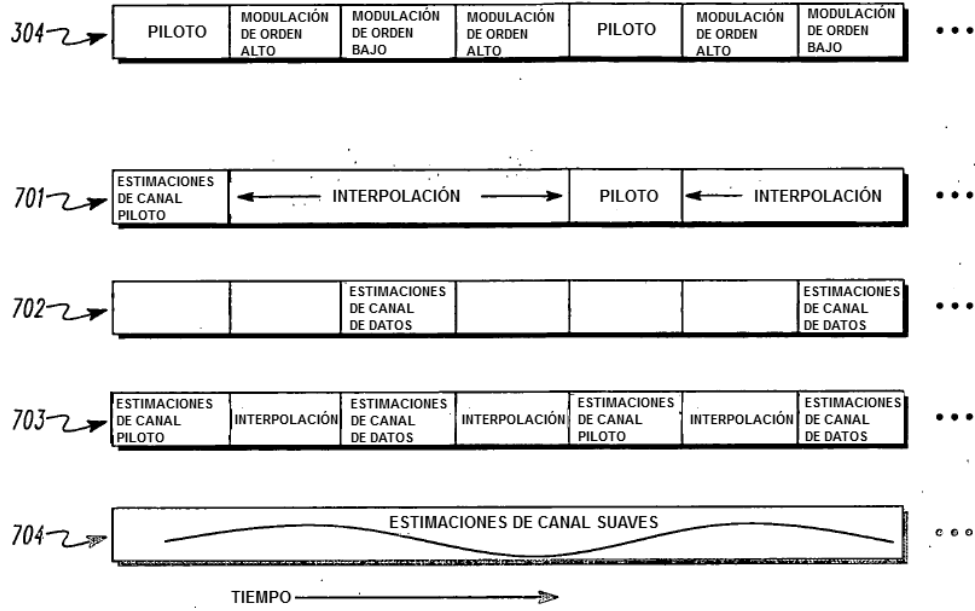 304
PILOTO
MODULACIÓN
DE ORDEN
ALTO
MODULACIÓN
DE ORDEN
BAJO
MODULACIÓN
DE ORDEN
ALTO
PILOTO
MODULACIÓN
DE ORDEN
ALTO
MODULACIÓN
DE ORDEN
BAJO
701
ESTIMACIONES
DE CANAL
PILOTO
INTERPOLACIÓN
PILOTO
INTERPOLACIÓN
702
ESTIMACIONES
DE CANAL
DE DATOS
ESTIMACIONES
DE CANAL
DE DATOS
703
ESTIMACIONES
DE CANAL
PILOTO
INTERPOLACIÓN
ESTIMACIONES
DE CANAL
DE DATOS
INTERPOLACIÓN
ESTIMACIONES
DE CANAL
PILOTO
INTERPOLACIÓN
ESTIMACIONES
DE CANAL
DE DATOS
704
ESTIMACIONES DE CANAL SUAVES
TIEMPO